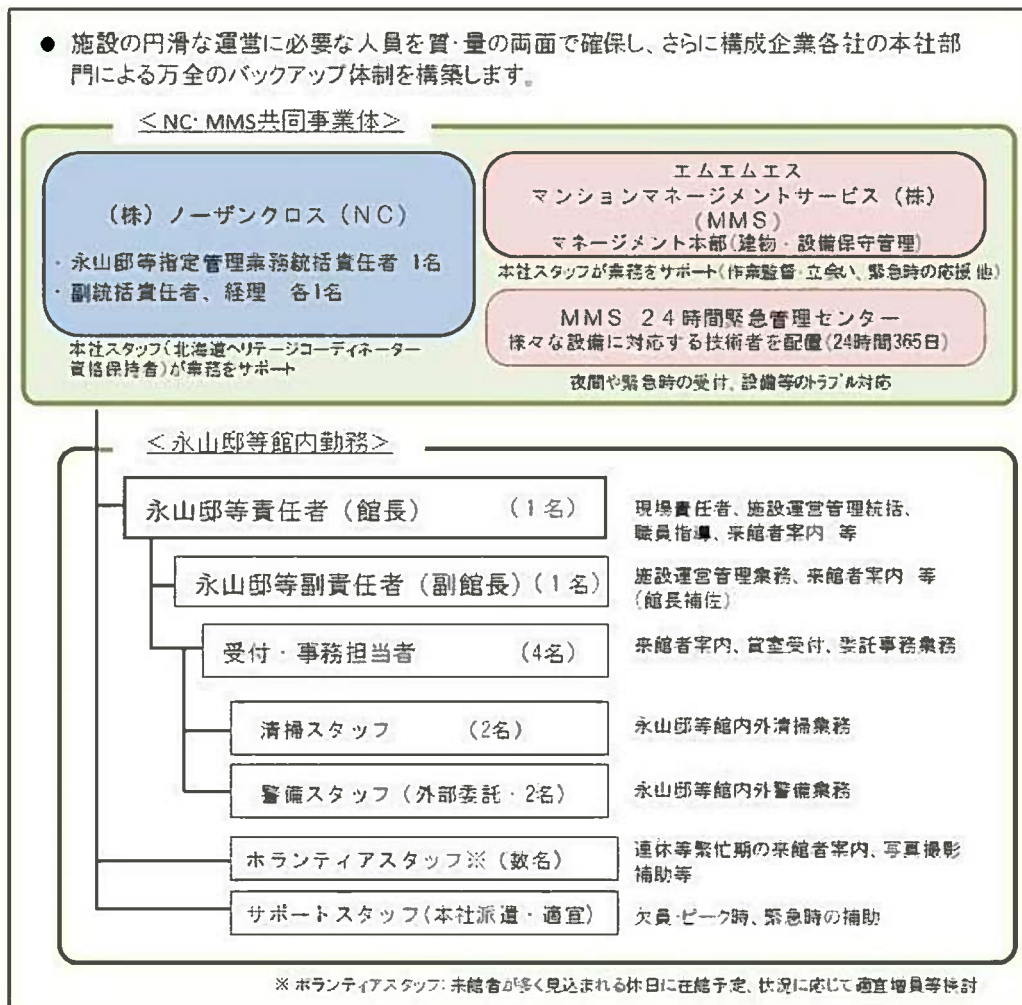 ● 施設の円滑な運営に必要な人員を質・量の両面で確保し、さらに構成企業各社の本社部
門による万全のバックアップ体制を構築します。
＜NC・MMS共同事業体＞
（株）ノーザンクロス（NC）
・永山邸等指定管理業務統括責任者 1名
・副統括責任者、経理 各1名
本社スタッフ（北海道ヘリテージコーディネーター
資格保持者）が業務をサポート
エムエムエス
マンションマネージメントサービス（株）
（MMS）
マネージメント本部（建物・設備保守管理）
本社スタッフが業務をサポート（作業監督・立会い、緊急時の応援他）
MMS 24時間緊急管理センター
様々な設備に対応する技術者を配置（24時間365日）
夜間や緊急時の受付、設備等のトラブル対応
＜永山邸等館内勤務＞
永山邸等責任者（館長） （1名）
現場責任者、施設運営管理統括、
職員指導、来館者案内 等
永山邸等副責任者（副館長）（1名）
施設運営管理業務、来館者案内 等
（館長補佐）
受付・事務担当者 （4名）
来館者案内、貸室受付、委託事務業務
清掃スタッフ （2名）
永山邸等館内外清掃業務
警備スタッフ（外部委託・2名）
永山邸等館内外警備業務
ボランティアスタッフ※（数名）
連休等繁忙期の来館者案内、写真撮影
補助等
サポートスタッフ（本社派遣・適宜）
欠員・ピーク時、緊急時の補助
※ ボランティアスタッフ：来館者が多く見込まれる休日に在館予定、状況に応じて適宜増員等検討